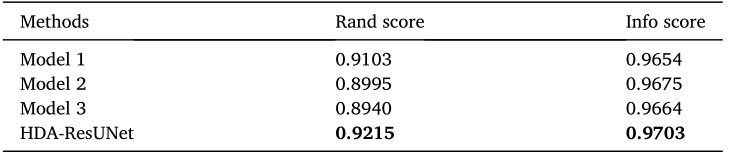 Methods Rand score Info score
Model 1 0.9103 0.9654
Model 2 0.8995 0.9675
Model 3 0.8940 0.9664
HDA-ResUNet 0.9215 0.9703